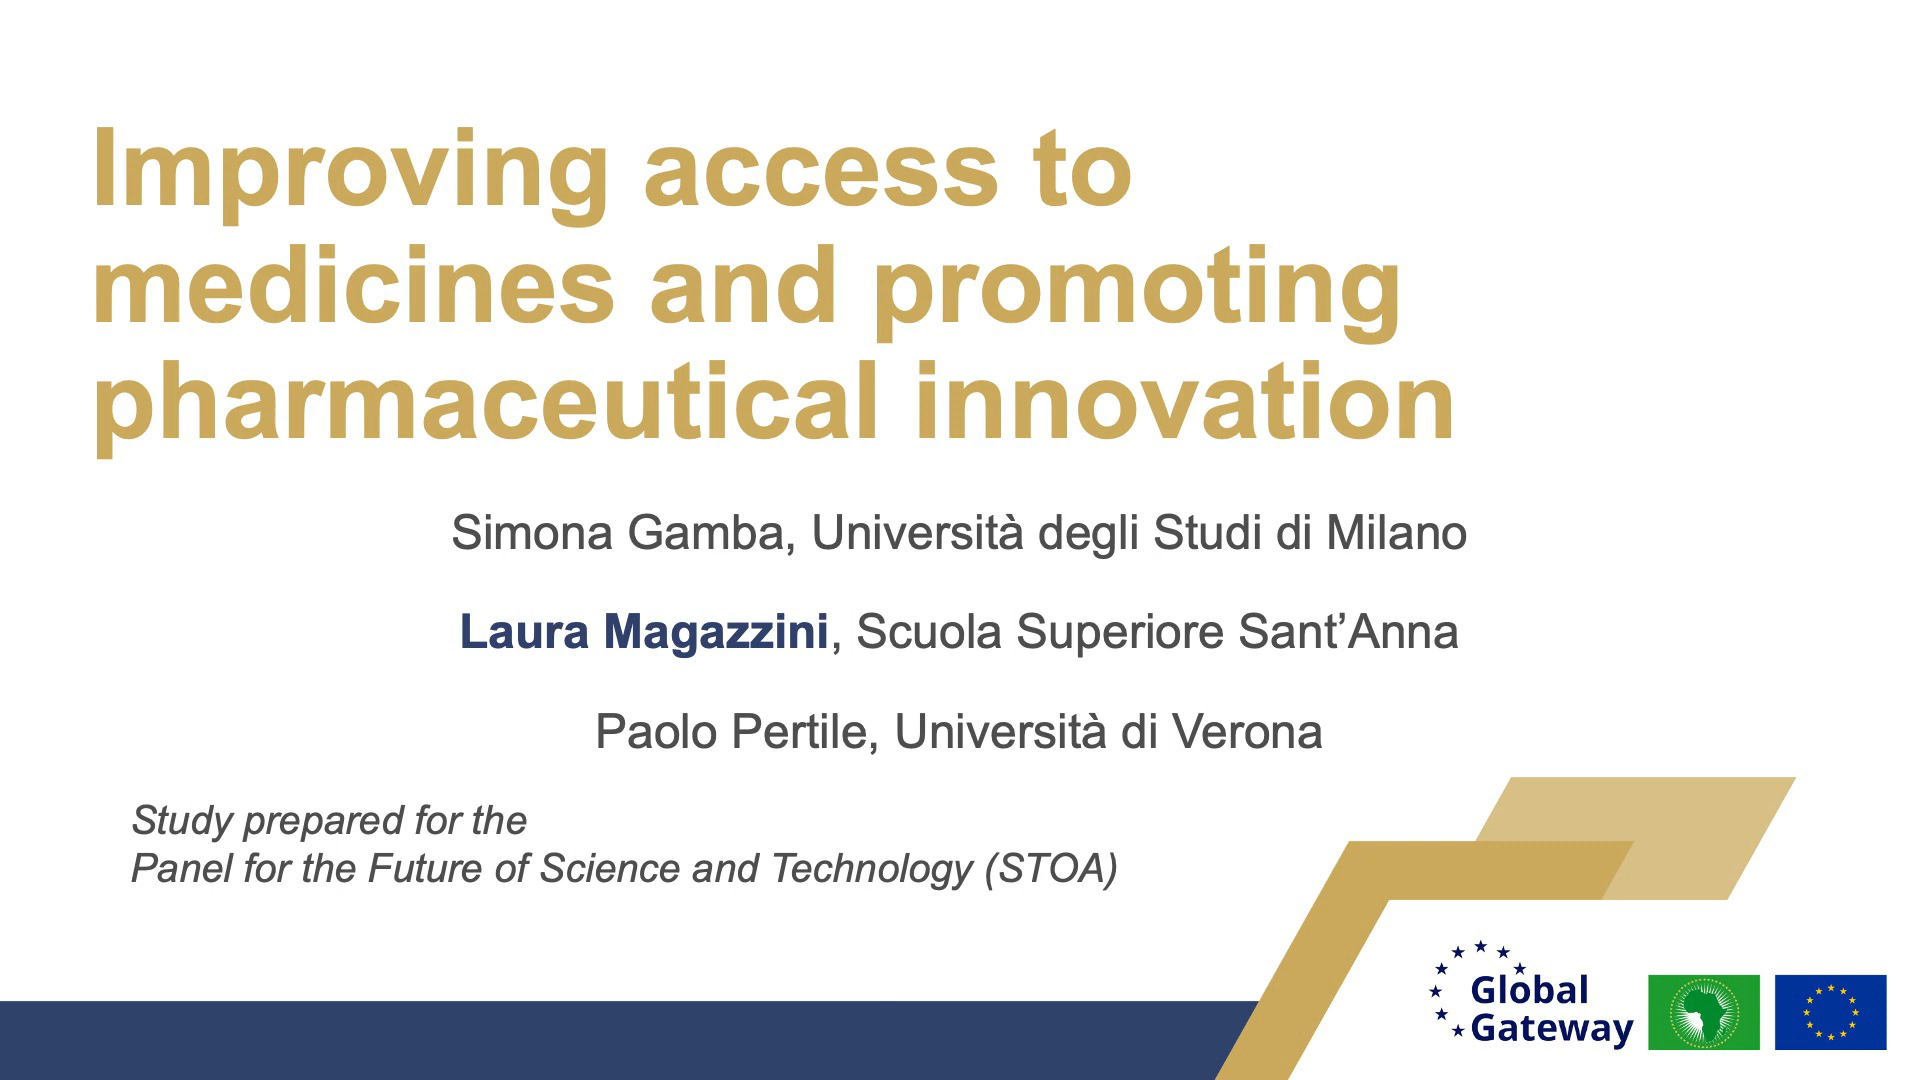 Improving access to
medicines and promoting
pharmaceutical innovation
Simona Gamba, Università degli Studi di Milano
Laura Magazzini, Scuola Superiore Sant’Anna
Paolo Pertile, Università di Verona
Study prepared for the
Panel for the Future of Science and Technology (STOA)
Global
Gateway